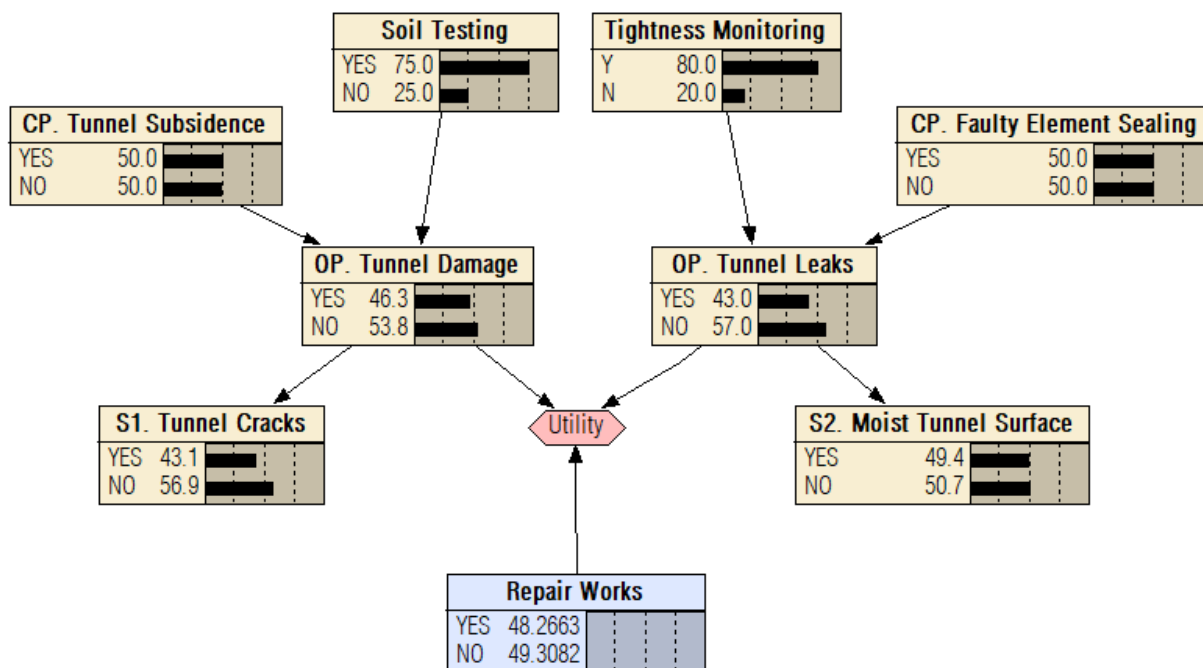 Soil Testing
YES 75.0
NO 25.0
Tightness Monitoring
Y 80.0
N 20.0
CP. Tunnel Subsidence
YES 50.0
NO 50.0
CP. Faulty Element Sealing
YES 50.0
NO 50.0
OP. Tunnel Damage
YES 46.3
NO 53.8
OP. Tunnel Leaks
YES 43.0
NO 57.0
S1. Tunnel Cracks
YES 43.1
NO 56.9
Utility
S2. Moist Tunnel Surface
YES 49.4
NO 50.7
Repair Works
YES 48.2663
NO 49.3082